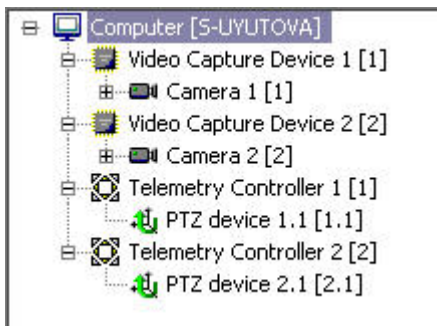 Computer [S-UYUTOVA]
Video Capture Device 1 [1]
Camera 1 [1]
Video Capture Device 2 [2]
Camera 2 [2]
Telemetry Controller 1 [1]
PTZ device 1.1 [1.1]
Telemetry Controller 2 [2]
PTZ device 2.1 [2.1]